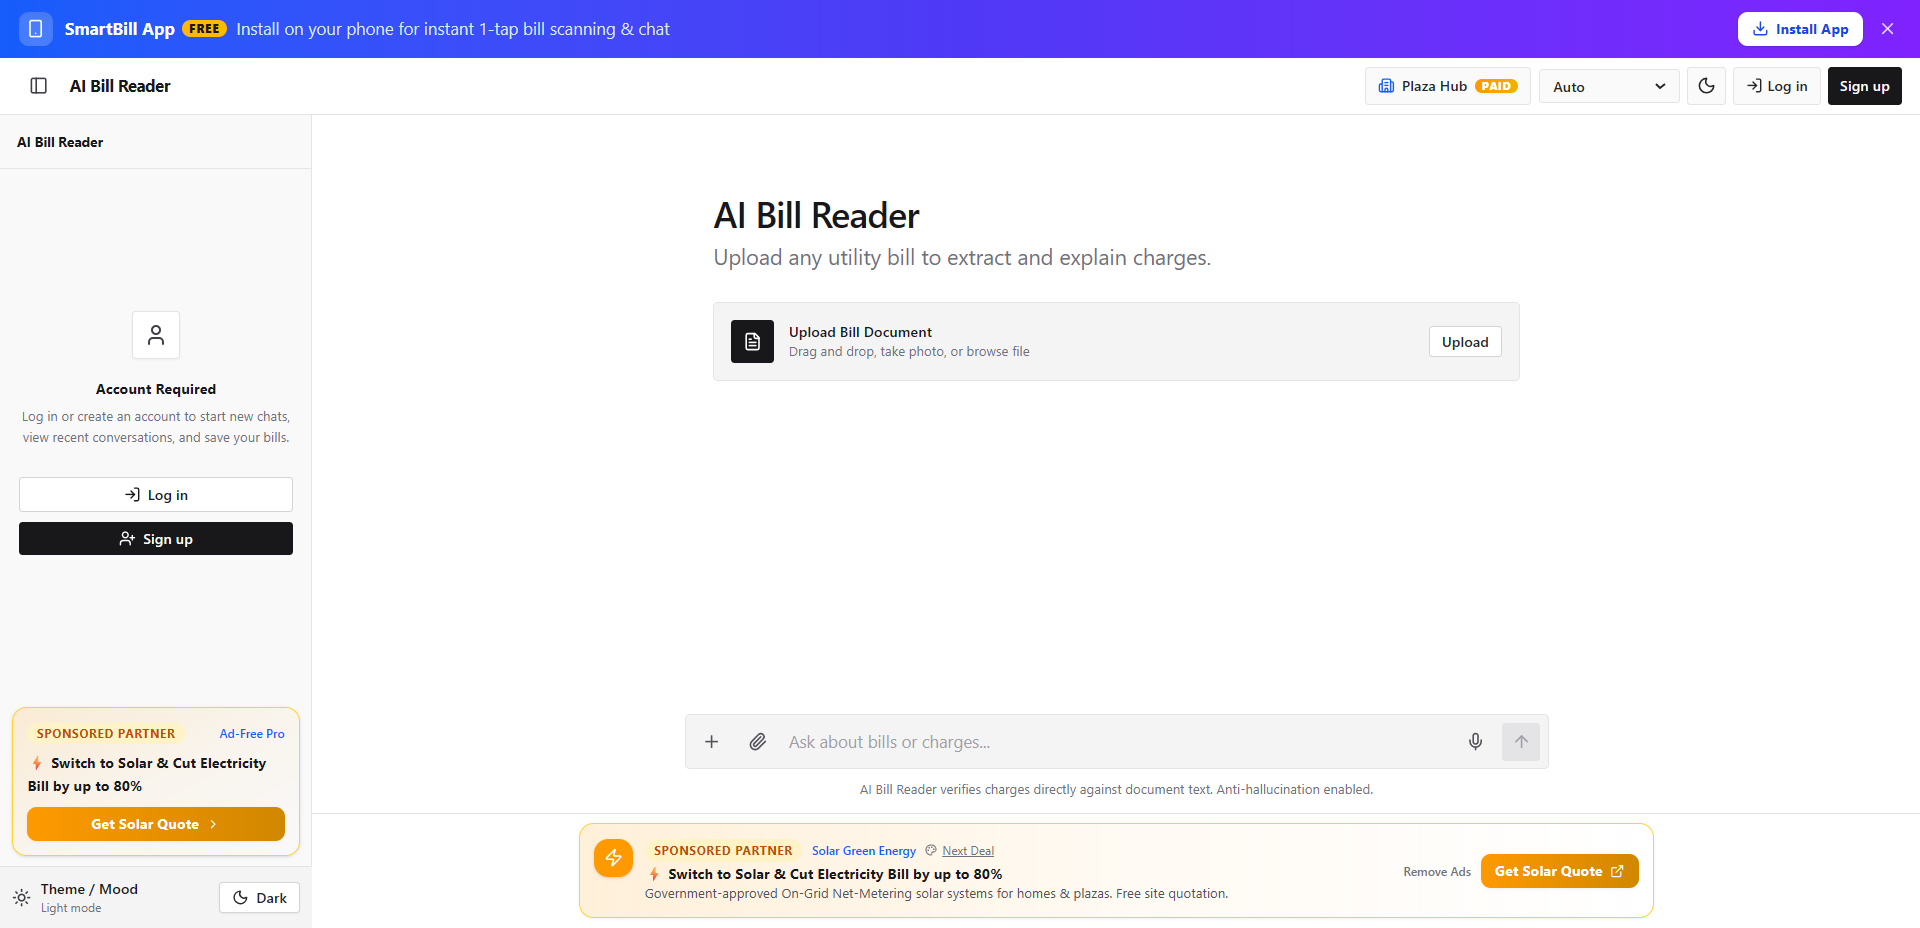 SmartBill App FREE Install on your phone for instant 1-tap bill scanning & chat
Install App
AI Bill Reader
Plaza Hub PAID
Auto
Log in
Sign up
AI Bill Reader
Account Required
Log in or create an account to start new chats,
view recent conversations, and save your bills.
Log in
Sign up
SPONSORED PARTNER
Ad-Free Pro
Switch to Solar & Cut Electricity
Bill by up to 80%
Get Solar Quote
Theme / Mood
Light mode
Dark
AI Bill Reader
Upload any utility bill to extract and explain charges.
Upload Bill Document
Drag and drop, take photo, or browse file
Upload
Ask about bills or charges...
AI Bill Reader verifies charges directly against document text. Anti-hallucination enabled.
SPONSORED PARTNER Solar Green Energy Next Deal
Switch to Solar & Cut Electricity Bill by up to 80%
Government-approved On-Grid Net-Metering solar systems for homes & plazas. Free site quotation.
Remove Ads
Get Solar Quote